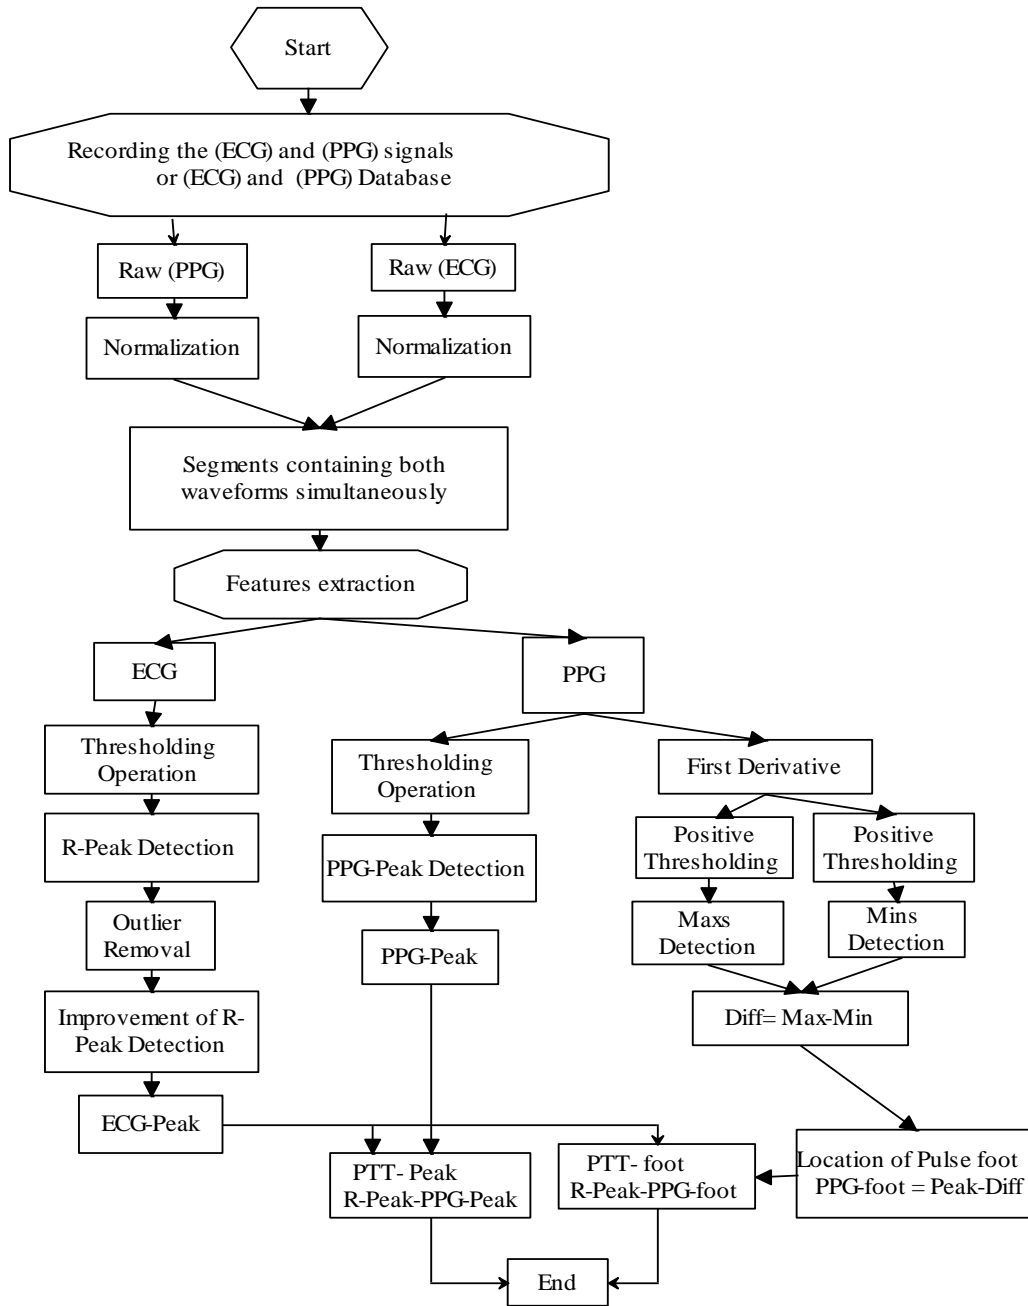 Start
Recording the (ECG) and (PPG) signals
or (ECG) and (PPG) Database
Raw (PPG)
Raw (ECG)
Normalization
Normalization
Segments containing both
waveforms simultaneously
Features extraction
ECG
PPG
Thresholding
Operation
Thresholding
Operation
First Derivative
R-Peak Detection
PPG-Peak Detection
Positive
Thresholding
Positive
Thresholding
Outlier
Removal
PPG-Peak
Maxs
Detection
Mins
Detection
Improvement of R-
Peak Detection
Diff= Max-Min
ECG-Peak
PTT- Peak
R-Peak-PPG-Peak
PTT- foot
R-Peak-PPG-foot
Location of Pulse foot
PPG-foot = Peak-Diff
End